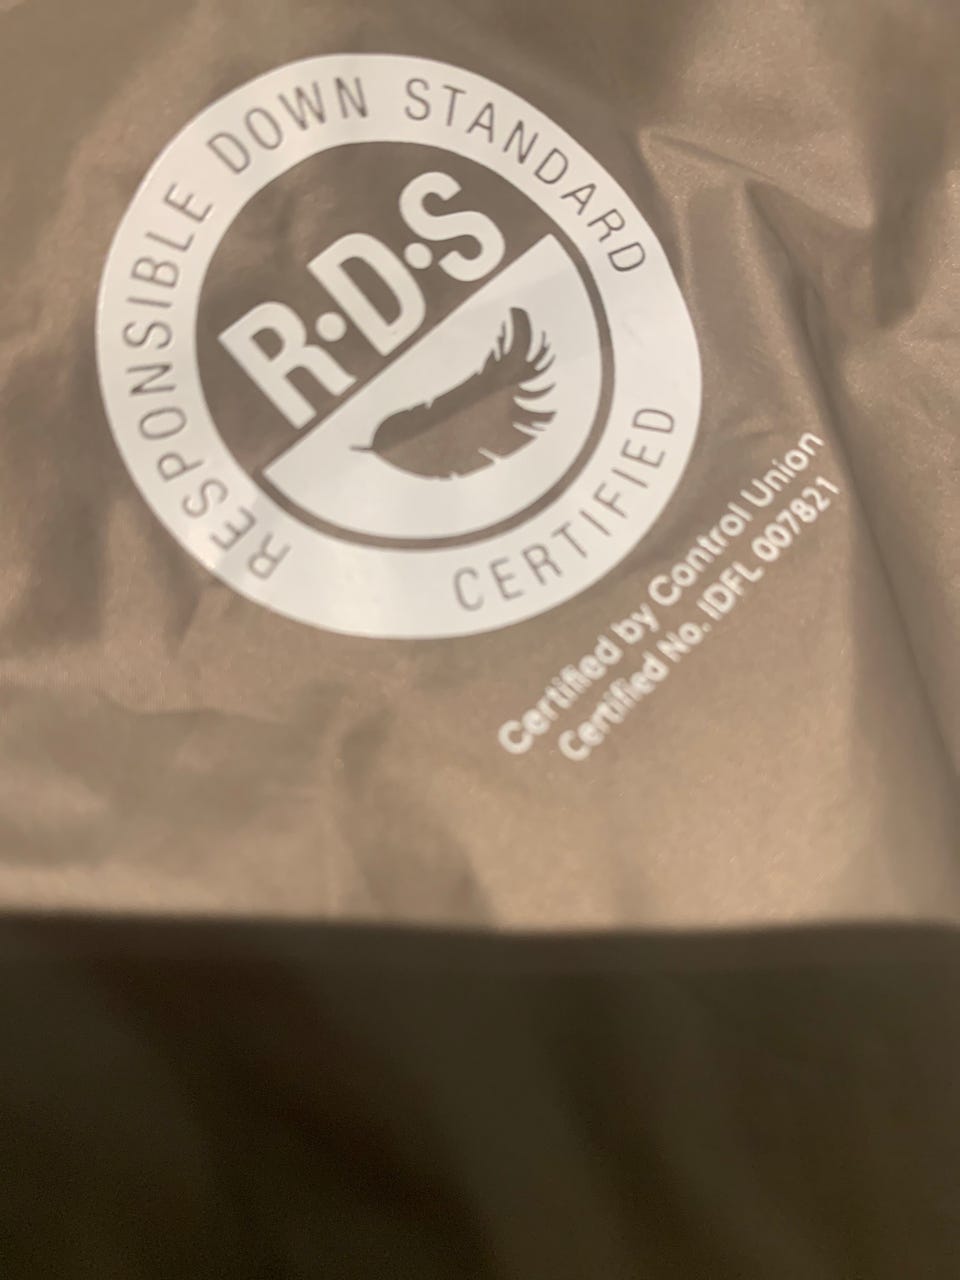 RESPONSIBLE DOWN STANDARD
R·D·S
CERTIFIED
Certified by Control Union
Certified No. IDFL 007821